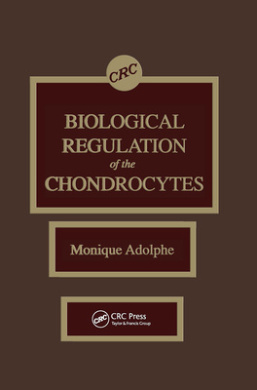 CRC
BIOLOGICAL
REGULATION
of the
CHONDROCYTES
Monique Adolphe
CRC
CRC Press
Taylor & Francis Group